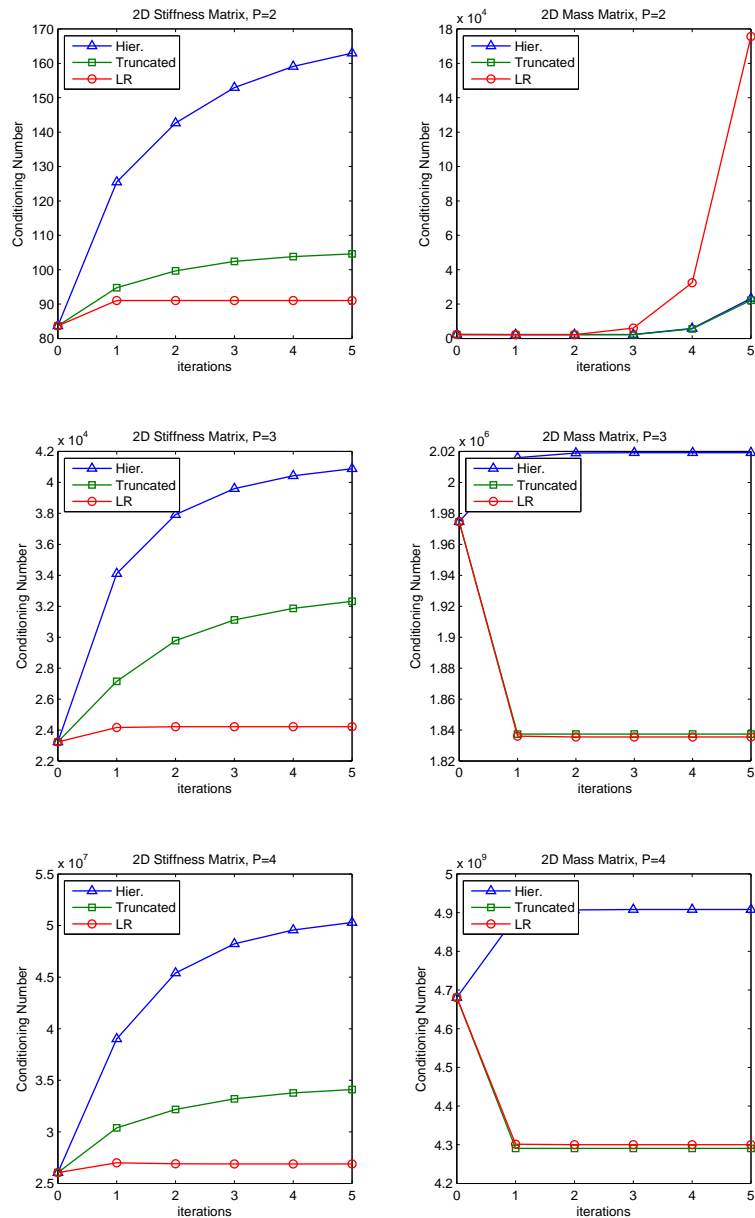 2D Stiffness Matrix, P=2
170
160
150
140
130
120
110
100
90
80
0 1 2 3 4 5
iterations
Conditioning Number
Hier.
Truncated
LR
2D Mass Matrix, P=2
x 10^4
18
16
14
12
10
8
6
4
2
0
0 1 2 3 4 5
iterations
Conditioning Number
Hier.
Truncated
LR
2D Stiffness Matrix, P=3
x 10^4
4.2
4
3.8
3.6
3.4
3.2
3
2.8
2.6
2.4
2.2
0 1 2 3 4 5
iterations
Conditioning Number
Hier.
Truncated
LR
2D Mass Matrix, P=3
x 10^6
2.02
2
1.98
1.96
1.94
1.92
1.9
1.88
1.86
1.84
1.82
0 1 2 3 4 5
iterations
Conditioning Number
Hier.
Truncated
LR
2D Stiffness Matrix, P=4
x 10^7
5.5
5
4.5
4
3.5
3
2.5
0 1 2 3 4 5
iterations
Conditioning Number
Hier.
Truncated
LR
2D Mass Matrix, P=4
x 10^9
5
4.9
4.8
4.7
4.6
4.5
4.4
4.3
4.2
0 1 2 3 4 5
iterations
Conditioning Number
Hier.
Truncated
LR